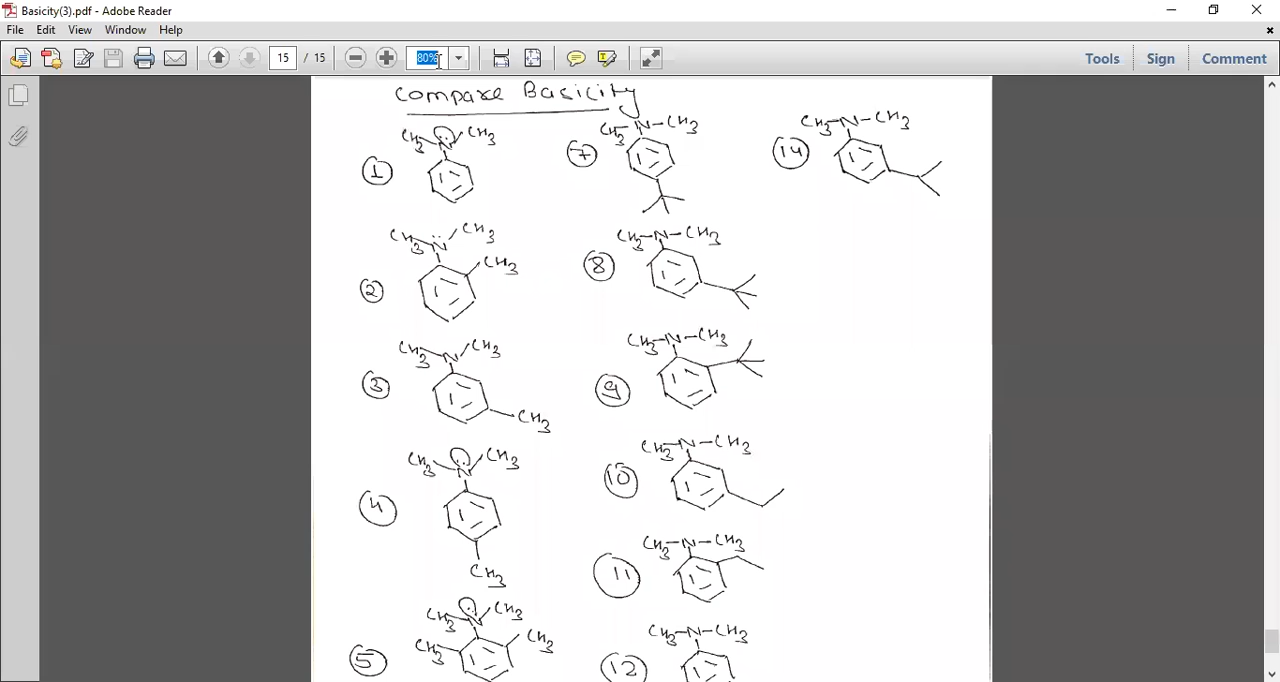 Basicity(3).pdf - Adobe Reader
File Edit View Window Help
15 / 15
80%
Tools Sign Comment
Compare Basicity
1
CH3 N CH3
2
CH3 N CH3
CH3
3
CH3 N CH3
CH3
4
CH3 N CH3
CH3
5
CH3 N CH3
CH3 CH3
7
CH3-N-CH3
8
CH3-N-CH3
9
CH3-N-CH3
10
CH3-N-CH3
11
CH3-N-CH3
12
CH3-N-CH3
14
CH3-N-CH3